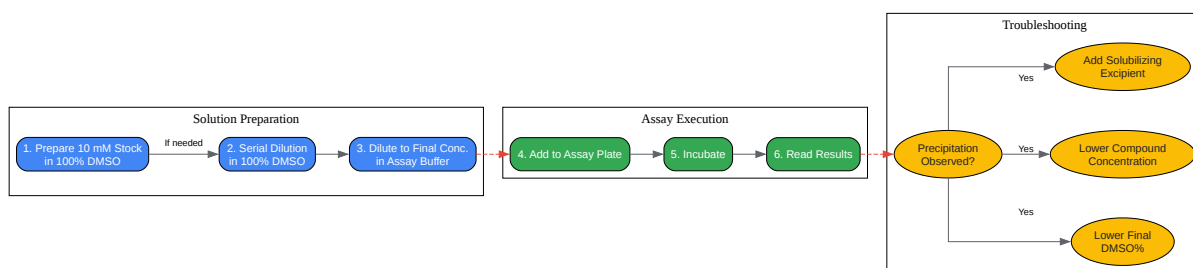 Solution Preparation
1. Prepare 10 mM Stock
in 100% DMSO
If needed
2. Serial Dilution
in 100% DMSO
3. Dilute to Final Conc.
in Assay Buffer
Assay Execution
4. Add to Assay Plate
5. Incubate
6. Read Results
Troubleshooting
Precipitation
Observed?
Yes
Add Solubilizing
Excipient
Yes
Lower Compound
Concentration
Yes
Lower Final
DMSO%